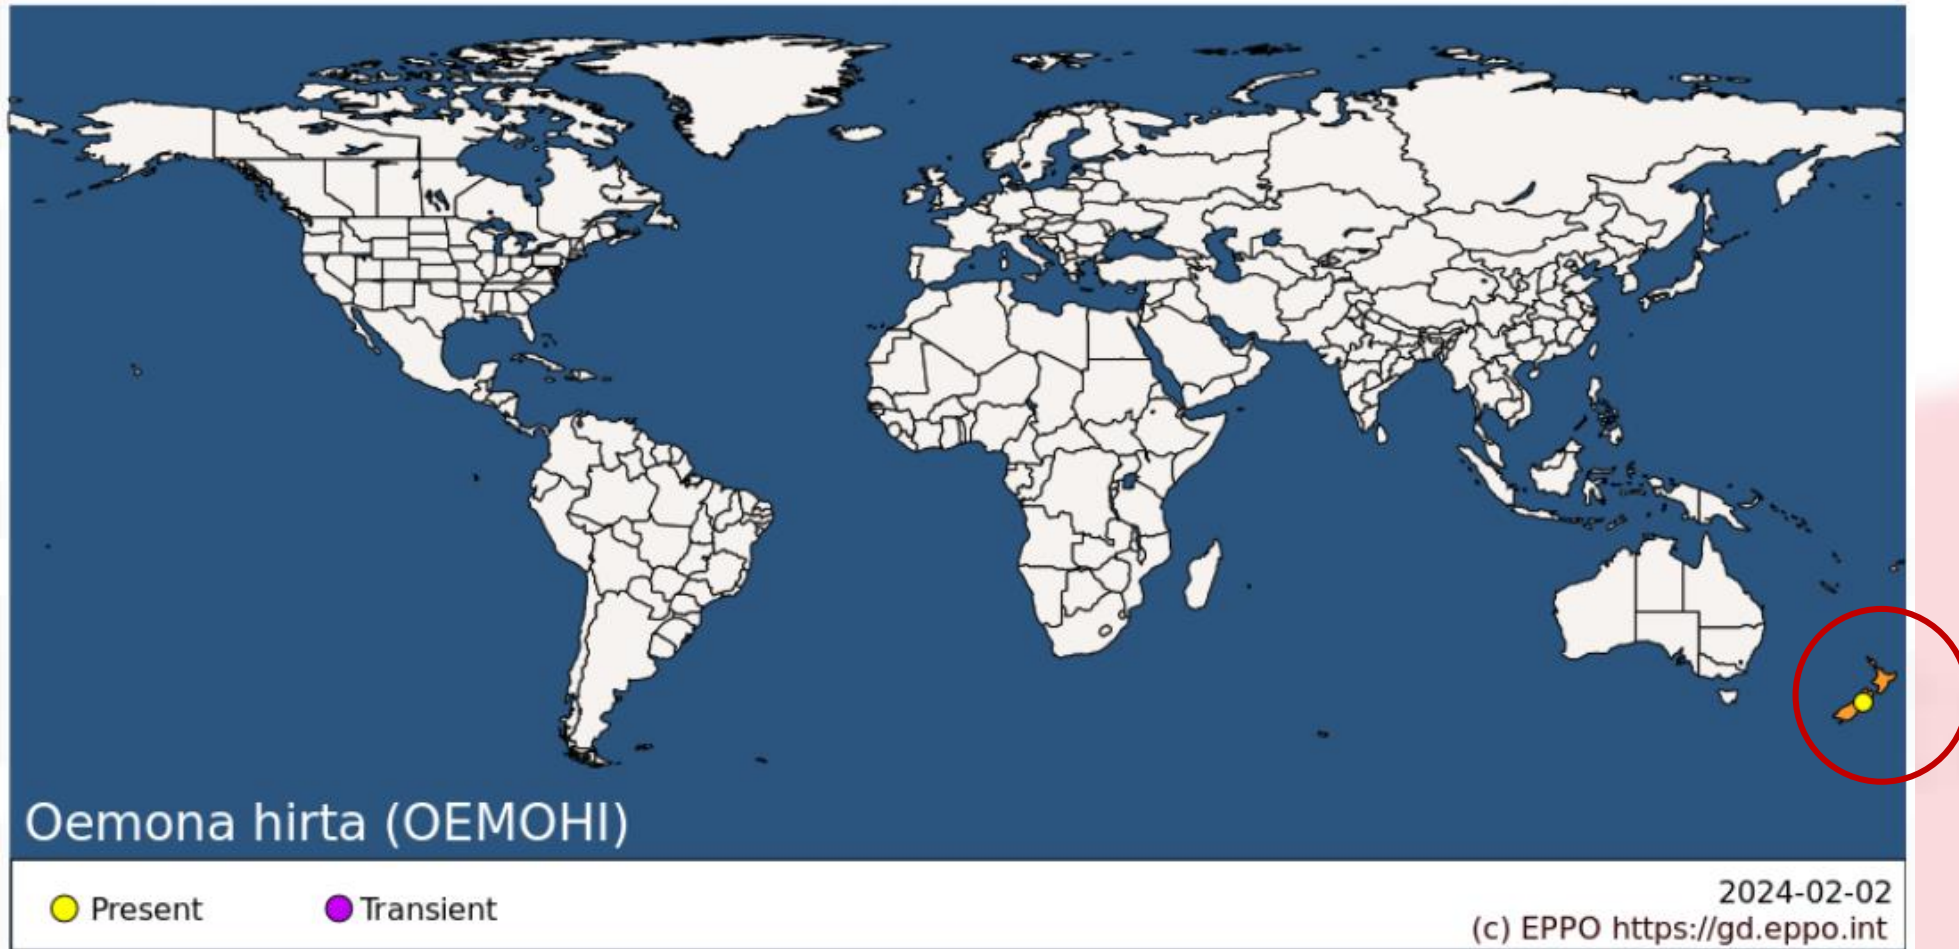 Oemona hirta (OEMOHI)
Present
Transient
2024-02-02
(c) EPPO https://gd.eppo.int